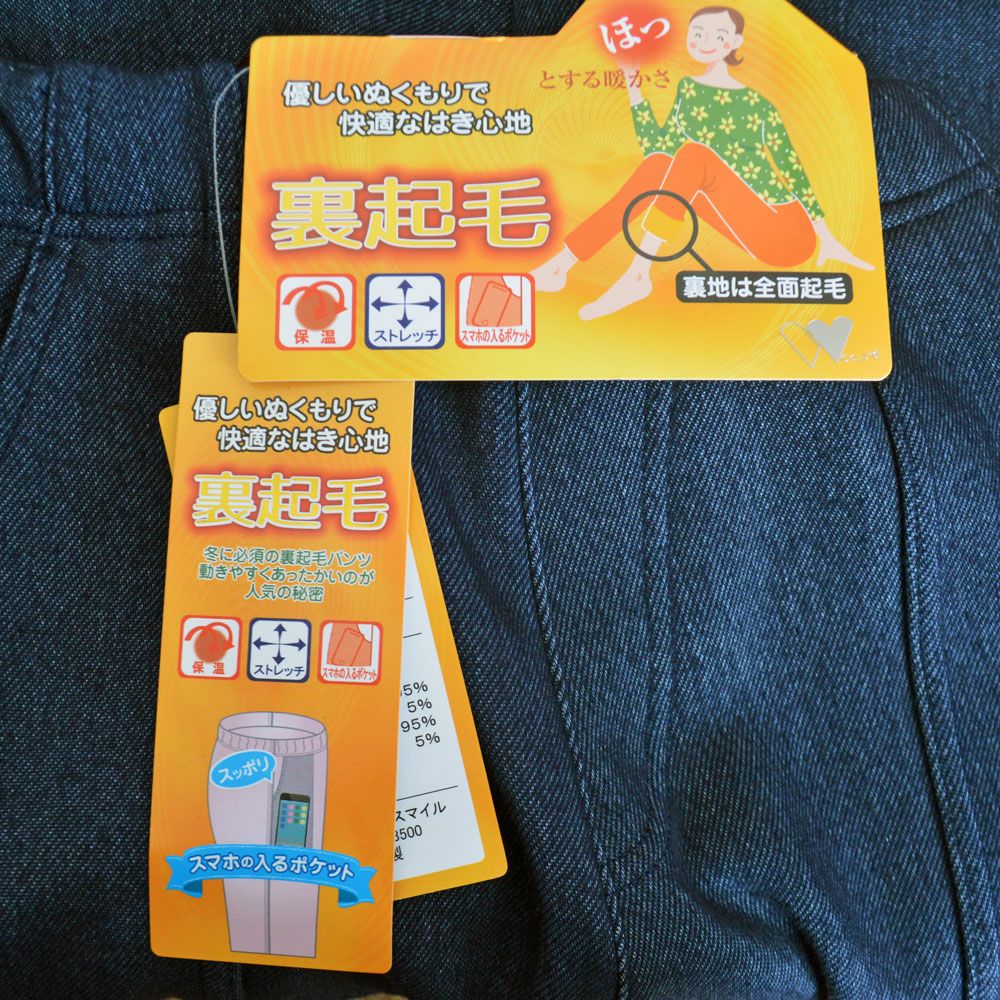 ほっ
とする暖かさ
優しいぬくもりで
快適なはき心地
裏起毛
保温
ストレッチ
スマホの入るポケット
裏地は全面起毛
Co.,Ltd
優しいぬくもりで
快適なはき心地
裏起毛
冬に必須の裏起毛パンツ
動きやすくあったかいのが
人気の秘密
保温
ストレッチ
スマホの入るポケット
スッポリ
スマホの入るポケット
5%
5%
95%
5%
スマイル
3500
製